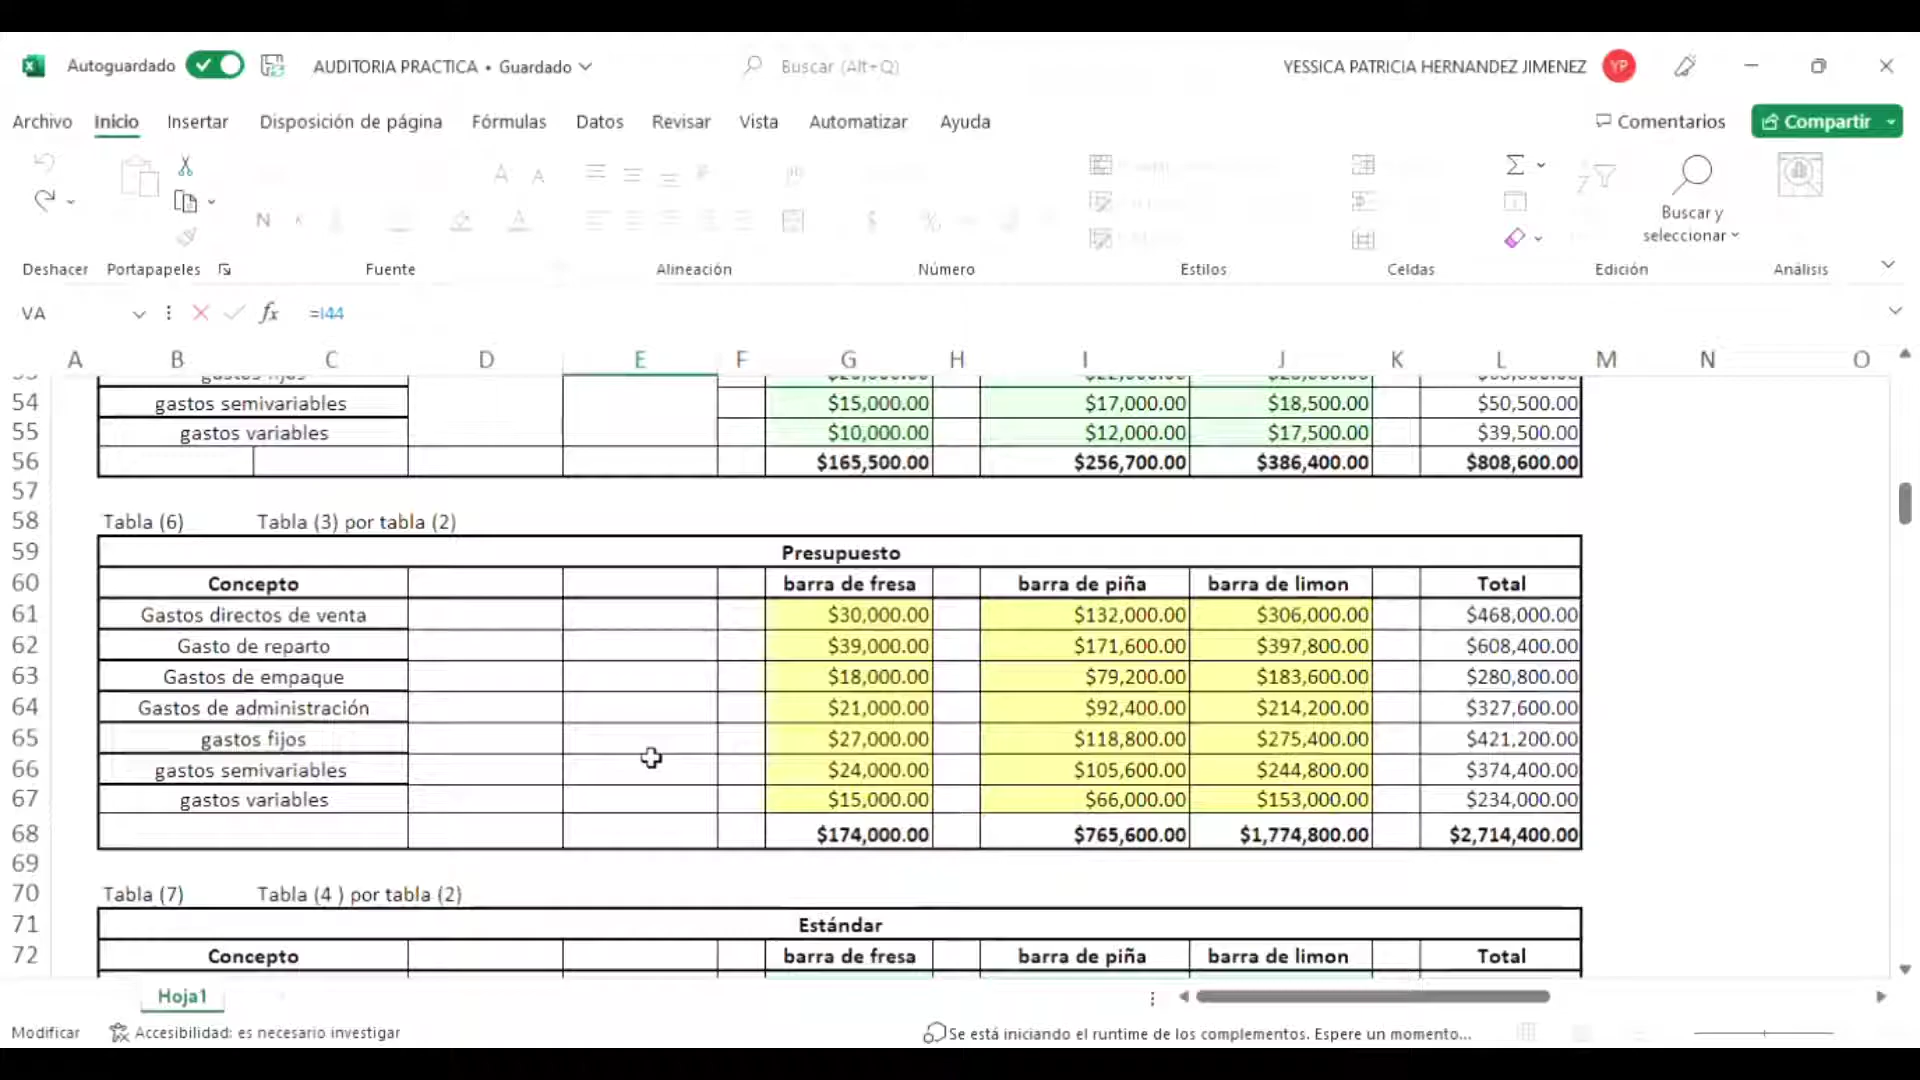 Autoguardado AUDITORIA PRACTICA • Guardado Buscar (Alt+Q) YESSICA PATRICIA HERNANDEZ JIMENEZ YP
Archivo Inicio Insertar Disposición de página Fórmulas Datos Revisar Vista Automatizar Ayuda Comentarios Compartir
Buscar y
seleccionar
Deshacer Portapapeles Fuente Alineación Número Estilos Celdas Edición Análisis
VA fx =I44
A B C D E F G H I J K L M N O
54 gastos semivariables $15,000.00 $17,000.00 $18,500.00 $50,500.00
55 gastos variables $10,000.00 $12,000.00 $17,500.00 $39,500.00
56 $165,500.00 $256,700.00 $386,400.00 $808,600.00
57
58 Tabla (6) Tabla (3) por tabla (2)
59 Presupuesto
60 Concepto barra de fresa barra de piña barra de limon Total
61 Gastos directos de venta $30,000.00 $132,000.00 $306,000.00 $468,000.00
62 Gasto de reparto $39,000.00 $171,600.00 $397,800.00 $608,400.00
63 Gastos de empaque $18,000.00 $79,200.00 $183,600.00 $280,800.00
64 Gastos de administración $21,000.00 $92,400.00 $214,200.00 $327,600.00
65 gastos fijos $27,000.00 $118,800.00 $275,400.00 $421,200.00
66 gastos semivariables $24,000.00 $105,600.00 $244,800.00 $374,400.00
67 gastos variables $15,000.00 $66,000.00 $153,000.00 $234,000.00
68 $174,000.00 $765,600.00 $1,774,800.00 $2,714,400.00
69
70 Tabla (7) Tabla (4 ) por tabla (2)
71 Estándar
72 Concepto barra de fresa barra de piña barra de limon Total
Hoja1
Modificar Accesibilidad: es necesario investigar Se está iniciando el runtime de los complementos. Espere un momento...